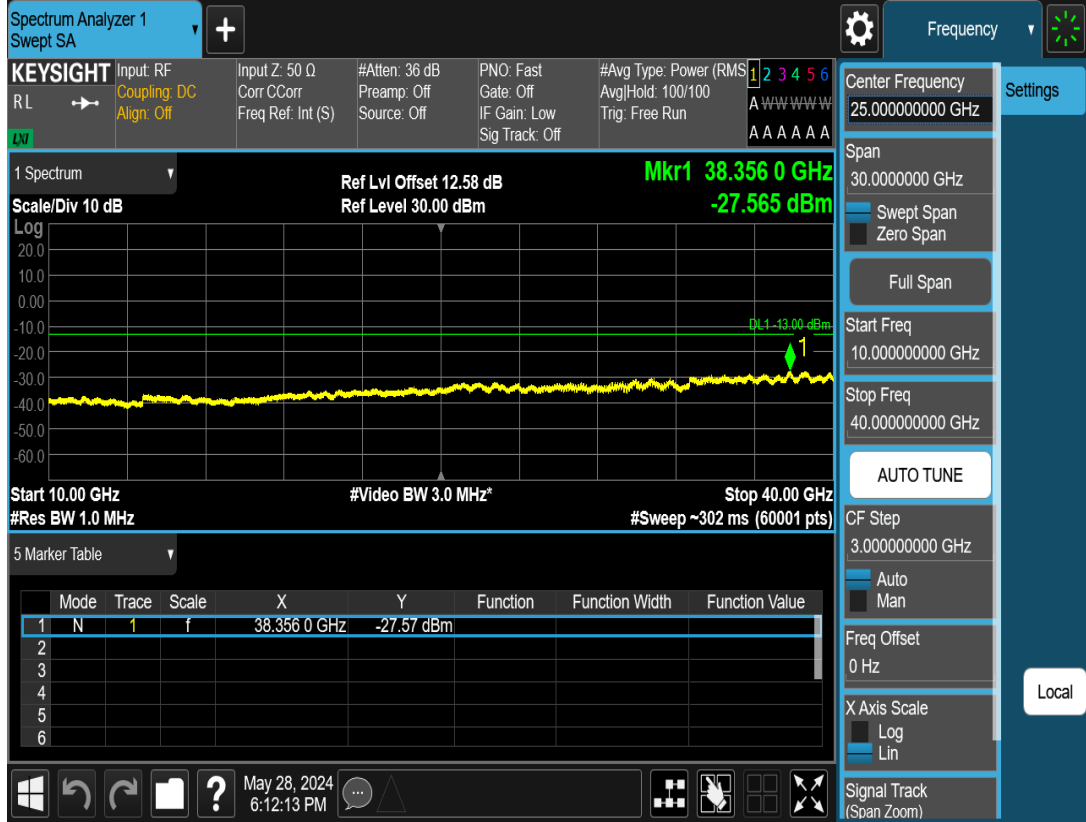 Spectrum Analyzer 1
Swept SA
+
Frequency
KEYSIGHT
RL
LXI
Input: RF
Coupling: DC
Align: Off
Input Z: 50 Ω
Corr CCorr
Freq Ref: Int (S)
#Atten: 36 dB
Preamp: Off
Source: Off
PNO: Fast
Gate: Off
IF Gain: Low
Sig Track: Off
#Avg Type: Power (RMS
Avg|Hold: 100/100
Trig: Free Run
1 2 3 4 5 6
A W W W W W
A A A A A A
1 Spectrum
Scale/Div 10 dB
Ref Lvl Offset 12.58 dB
Ref Level 30.00 dBm
Mkr1 38.356 0 GHz
-27.565 dBm
Log
20.0
10.0
0.00
-10.0
-20.0
-30.0
-40.0
-50.0
-60.0
DL1 -13.00 dBm
1
Start 10.00 GHz
#Video BW 3.0 MHz*
Stop 40.00 GHz
#Res BW 1.0 MHz
#Sweep ~302 ms (60001 pts)
5 Marker Table
Mode Trace Scale X Y Function Function Width Function Value
1 N 1 f 38.356 0 GHz -27.57 dBm
2
3
4
5
6
?
May 28, 2024
6:12:13 PM
Center Frequency
25.000000000 GHz
Span
30.0000000 GHz
Swept Span
Zero Span
Full Span
Start Freq
10.000000000 GHz
Stop Freq
40.000000000 GHz
AUTO TUNE
CF Step
3.000000000 GHz
Auto
Man
Freq Offset
0 Hz
X Axis Scale
Log
Lin
Signal Track
(Span Zoom)
Settings
Local